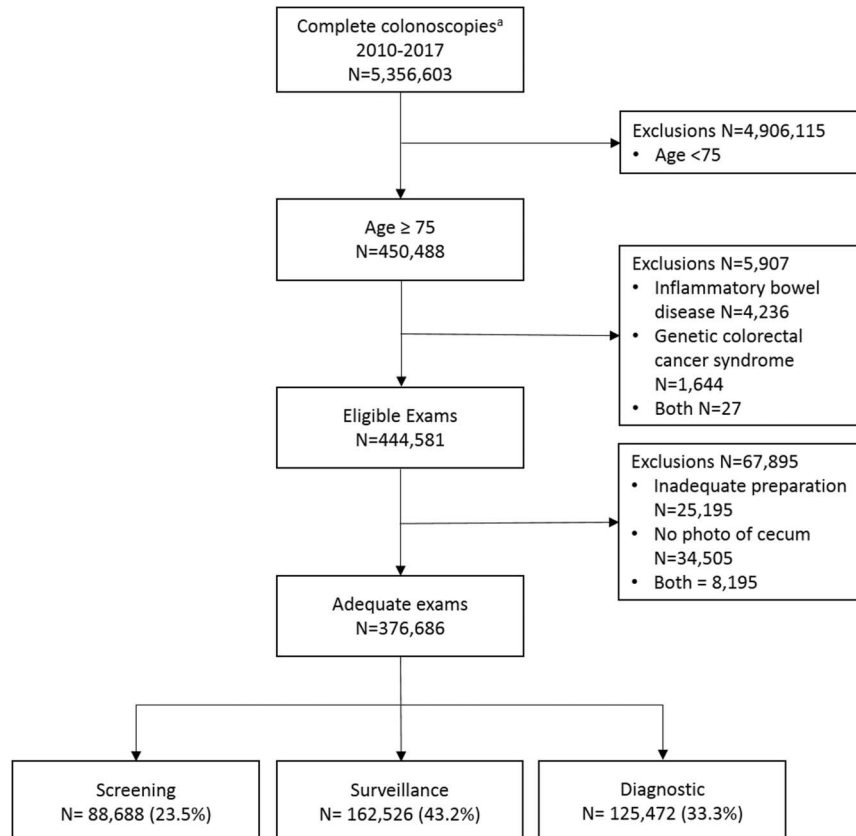 Complete colonoscopiesᵃ
2010-2017
N=5,356,603
Exclusions N=4,906,115
• Age <75
Age ≥ 75
N=450,488
Exclusions N=5,907
• Inflammatory bowel
disease N=4,236
• Genetic colorectal
cancer syndrome
N=1,644
• Both N=27
Eligible Exams
N=444,581
Exclusions N=67,895
• Inadequate preparation
N=25,195
• No photo of cecum
N=34,505
• Both = 8,195
Adequate exams
N=376,686
Screening
N= 88,688 (23.5%)
Surveillance
N= 162,526 (43.2%)
Diagnostic
N= 125,472 (33.3%)